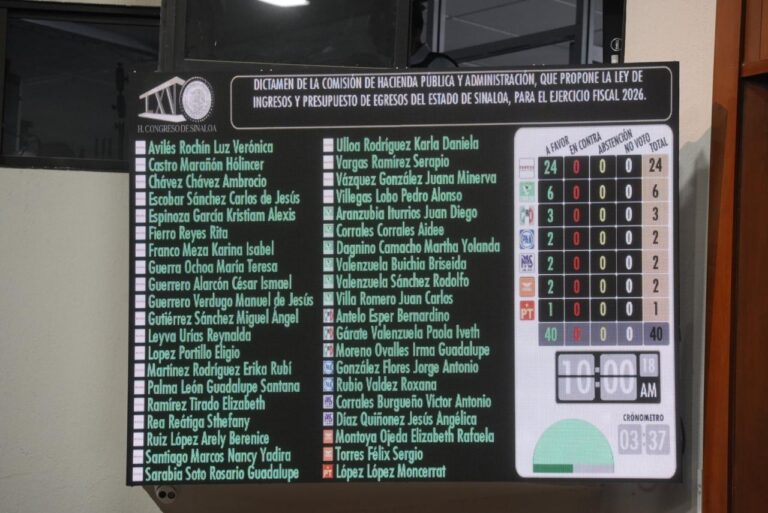 LXV
H. CONGRESO DE SINALOA
DICTAMEN DE LA COMISIÓN DE HACIENDA PÚBLICA Y ADMINISTRACIÓN, QUE PROPONE LA LEY DE
INGRESOS Y PRESUPUESTO DE EGRESOS DEL ESTADO DE SINALOA, PARA EL EJERCICIO FISCAL 2026.
Avilés Rochín Luz Verónica
Castro Marañón Hólincer
Chávez Chávez Ambrocio
Escobar Sánchez Carlos de Jesús
Espinoza García Kristiam Alexis
Fierro Reyes Rita
Franco Meza Karina Isabel
Guerra Ochoa María Teresa
Guerrero Alarcón César Ismael
Guerrero Verdugo Manuel de Jesús
Gutiérrez Sánchez Miguel Ángel
Leyva Urías Reynalda
Lopez Portillo Eligio
Martínez Rodríguez Erika Rubí
Palma León Guadalupe Santana
Ramírez Tirado Elizabeth
Rea Reátiga Sthefany
Ruiz López Arely Berenice
Santiago Marcos Nancy Yadira
Sarabia Soto Rosario Guadalupe
Ulloa Rodríguez Karla Daniela
Vargas Ramírez Serapio
Vázquez González Juana Minerva
Villegas Lobo Pedro Alonso
Aranzubia Iturrios Juan Diego
Corrales Corrales Aidee
Dagnino Camacho Martha Yolanda
Valenzuela Buichia Briseida
Valenzuela Sánchez Rodolfo
Villa Romero Juan Carlos
Antelo Esper Bernardino
Gárate Valenzuela Paola Iveth
Moreno Ovalles Irma Guadalupe
González Flores Jorge Antonio
Rubio Valdez Roxana
Corrales Burgueño Víctor Antonio
Díaz Quiñonez Jesús Angélica
Montoya Ojeda Elizabeth Rafaela
Torres Félix Sergio
PT López López Moncerrat
A FAVOR EN CONTRA ABSTENCIÓN NO VOTO TOTAL
24 0 0 0 24
6 0 0 0 6
PRI 3 0 0 0 3
PAN 2 0 0 0 2
2 0 0 0 2
2 0 0 0 2
PT 1 0 0 0 1
40 0 0 0 40
10:00 18 AM
CRÓNOMETRO
03:37